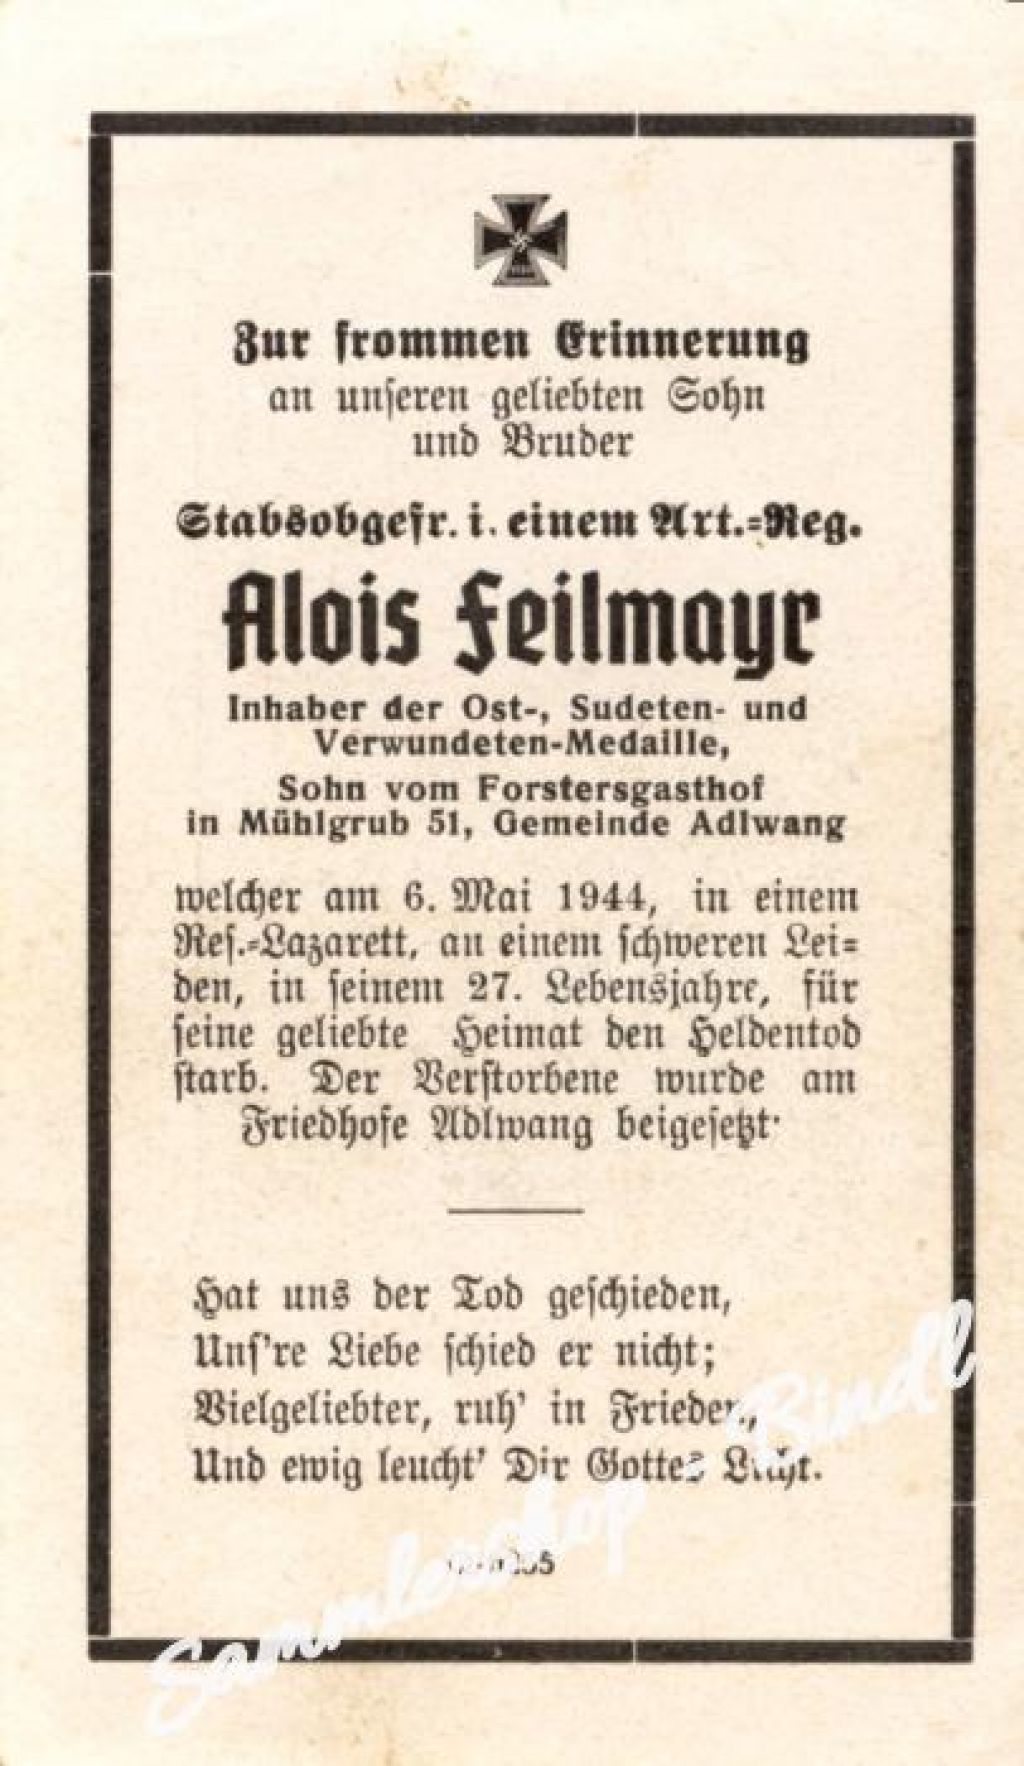 Zur frommen Erinnerung
an unseren geliebten Sohn
und Bruder
Stabsobgefr. i. einem Art.=Reg.
Alois Feilmayr
Inhaber der Ost-, Sudeten- und
Verwundeten-Medaille,
Sohn vom Forstersgasthof
in Mühlgrub 51, Gemeinde Adlwang
welcher am 6. Mai 1944, in einem
Res.=Lazarett, an einem schweren Lei=
den, in seinem 27. Lebensjahre, für
seine geliebte Heimat den Heldentod
starb. Der Verstorbene wurde am
Friedhofe Adlwang beigesetzt.
Hat uns der Tod geschieden,
Uns're Liebe schied er nicht;
Vielgeliebter, ruh' in Frieden,
Und ewig leucht' Dir Gottes Licht.
Sammlershop - Bindl